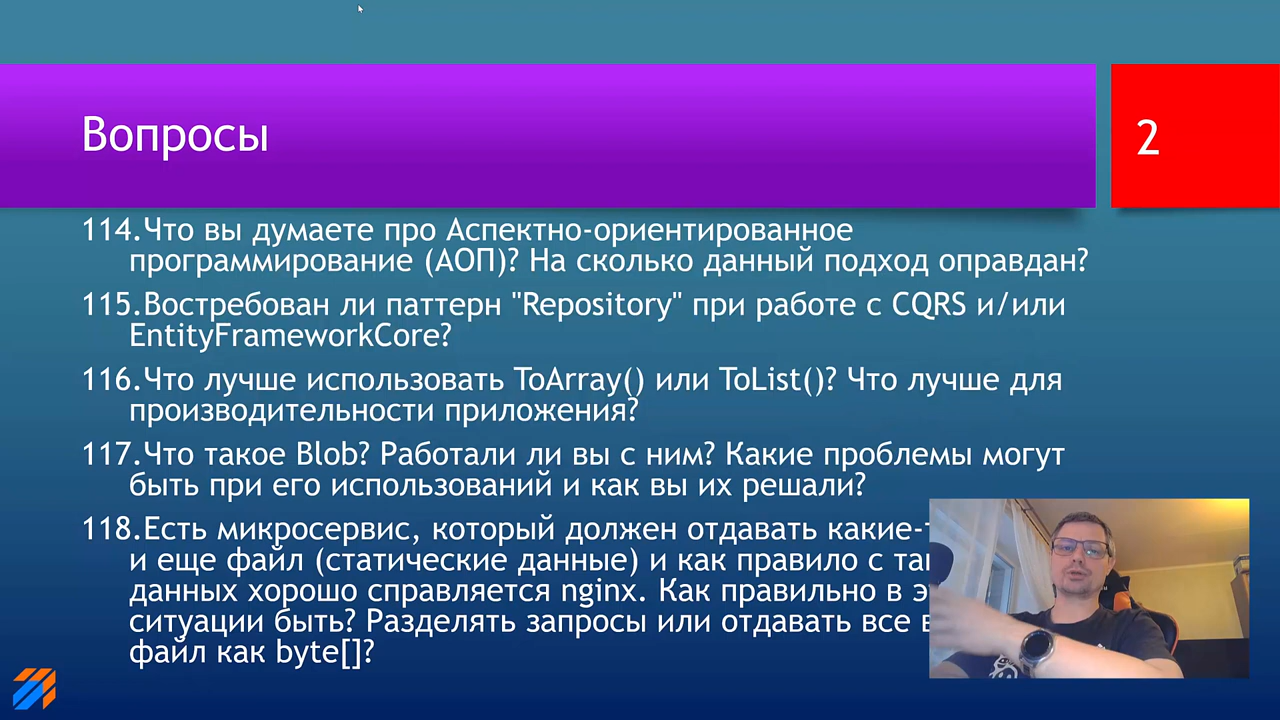 Вопросы
2
114.Что вы думаете про Аспектно-ориентированное
программирование (АОП)? На сколько данный подход оправдан?
115.Востребован ли паттерн "Repository" при работе с CQRS и/или
EntityFrameworkCore?
116.Что лучше использовать ToArray() или ToList()? Что лучше для
производительности приложения?
117.Что такое Blob? Работали ли вы с ним? Какие проблемы могут
быть при его использований и как вы их решали?
118.Есть микросервис, который должен отдавать
и еще файл (статические данные) и как правило с
данных хорошо справляется nginx. Как правильно в
ситуации быть? Разделять запросы или отдавать все
файл как byte[]?